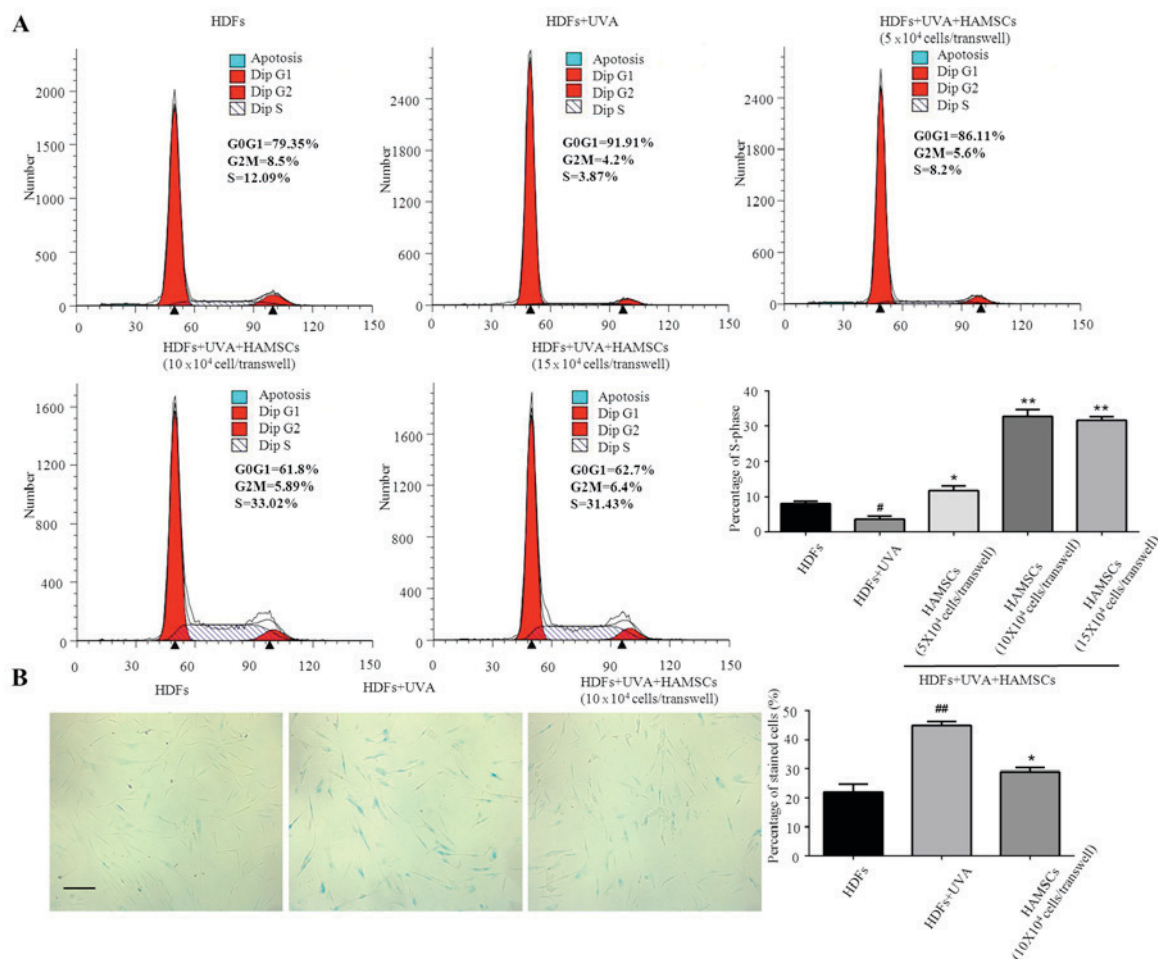 A
HDFs
Apotosis
Dip G1
Dip G2
Dip S
G0G1=79.35%
G2M=8.5%
S=12.09%
Number
2000
1500
1000
500
0
0 30 60 90 120 150
HDFs+UVA
Apotosis
Dip G1
Dip G2
Dip S
G0G1=91.91%
G2M=4.2%
S=3.87%
Number
2400
1800
1200
600
0
0 30 60 90 120 150
HDFs+UVA+HAMSCs
(5 x 10⁴ cells/transwell)
Apotosis
Dip G1
Dip G2
Dip S
G0G1=86.11%
G2M=5.6%
S=8.2%
Number
2400
1800
1200
600
0
0 30 60 90 120 150
HDFs+UVA+HAMSCs
(10 x 10⁴ cell/transwell)
Apotosis
Dip G1
Dip G2
Dip S
G0G1=61.8%
G2M=5.89%
S=33.02%
Number
1600
1200
800
400
0
0 30 60 90 120 150
HDFs+UVA+HAMSCs
(15 x 10⁴ cell/transwell)
Apotosis
Dip G1
Dip G2
Dip S
G0G1=62.7%
G2M=6.4%
S=31.43%
Number
1600
1200
800
400
0
0 30 60 90 120 150
Percentage of S-phase
40
30
20
10
0
#
*
**
**
HDFs
HDFs+UVA
HAMSCs
(5X10⁴ cells/transwell)
HAMSCs
(10X10⁴ cells/transwell)
HAMSCs
(15X10⁴ cells/transwell)
HDFs+UVA+HAMSCs
B
HDFs
HDFs+UVA
HDFs+UVA+HAMSCs
(10 x 10⁴ cells/transwell)
Percentage of stained cells (%)
50
40
30
20
10
0
##
*
HDFs
HDFs+UVA
HAMSCs
(10X10⁴ cells/transwell)